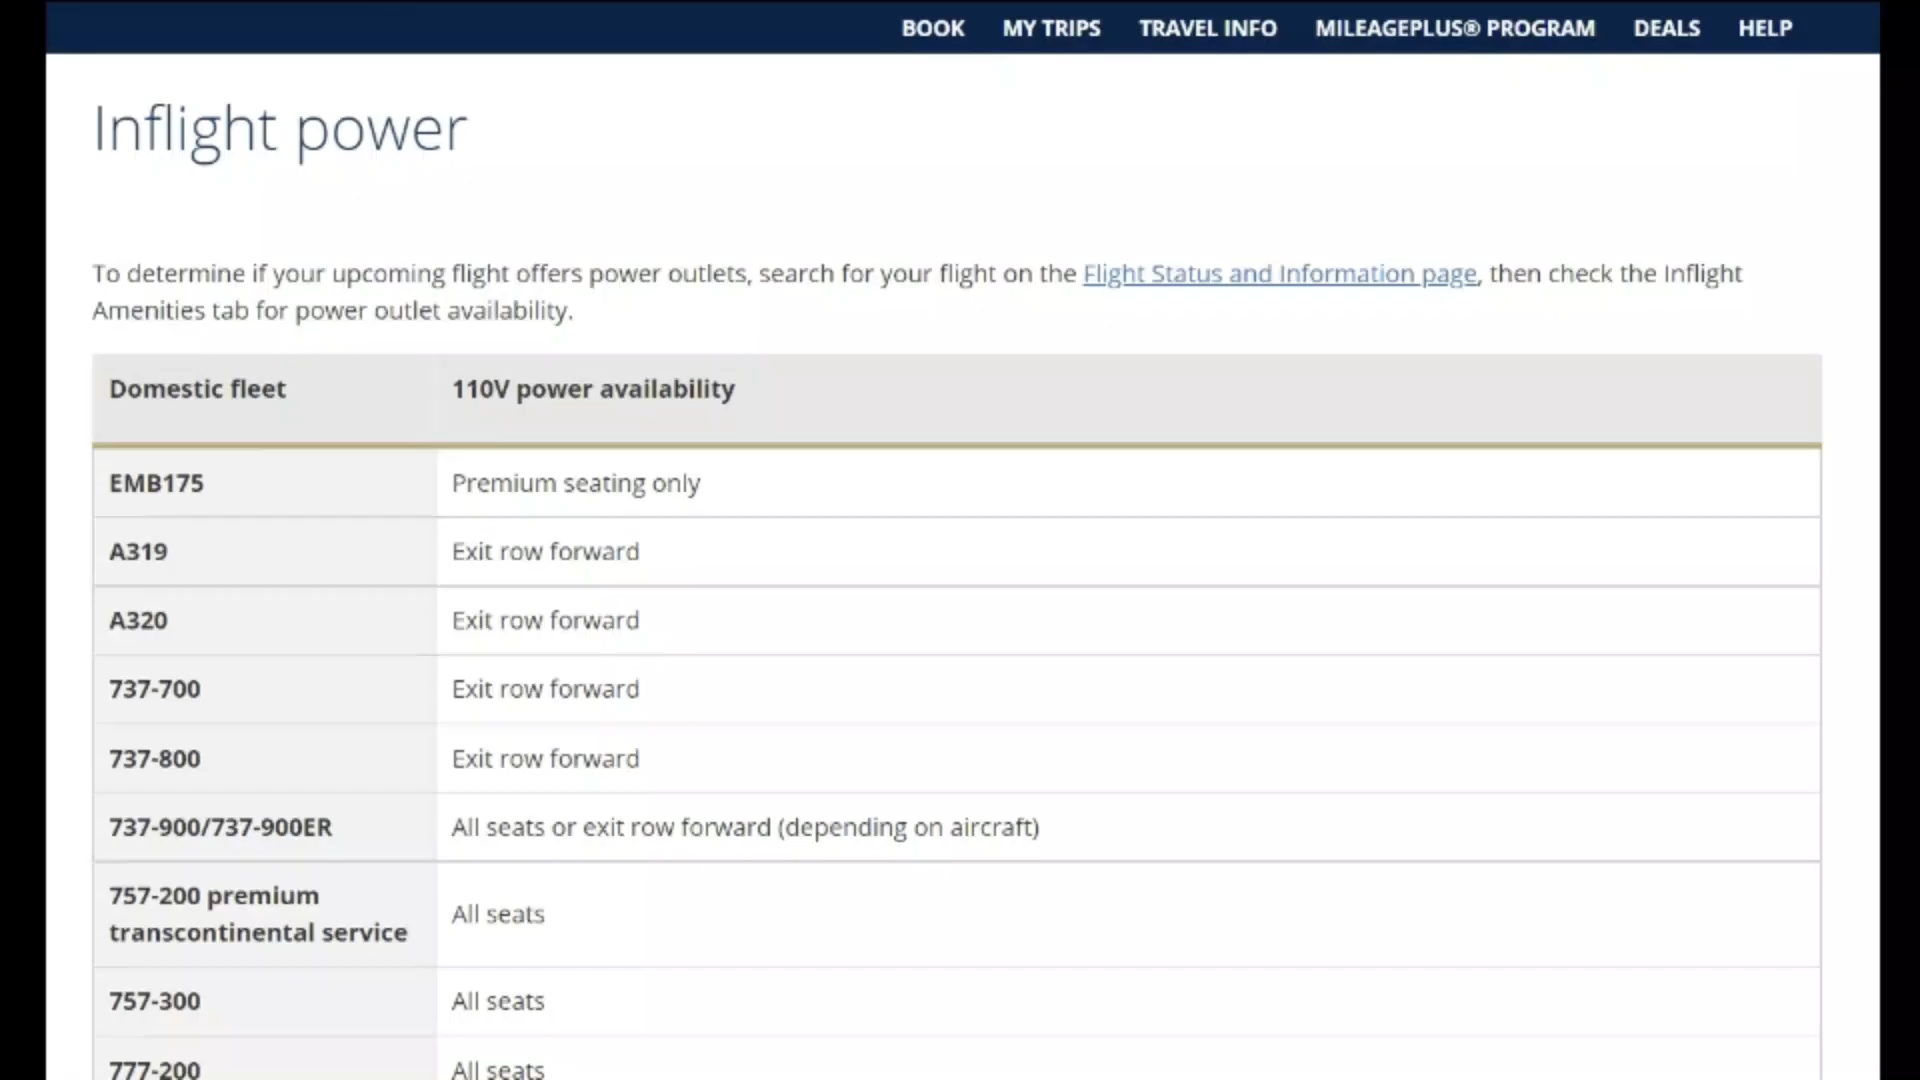 BOOK MY TRIPS TRAVEL INFO MILEAGEPLUS® PROGRAM DEALS HELP
Inflight power
To determine if your upcoming flight offers power outlets, search for your flight on the Flight Status and Information page, then check the Inflight
Amenities tab for power outlet availability.
Domestic fleet 110V power availability
EMB175 Premium seating only
A319 Exit row forward
A320 Exit row forward
737-700 Exit row forward
737-800 Exit row forward
737-900/737-900ER All seats or exit row forward (depending on aircraft)
757-200 premium
transcontinental service
All seats
757-300 All seats
777-200 All seats